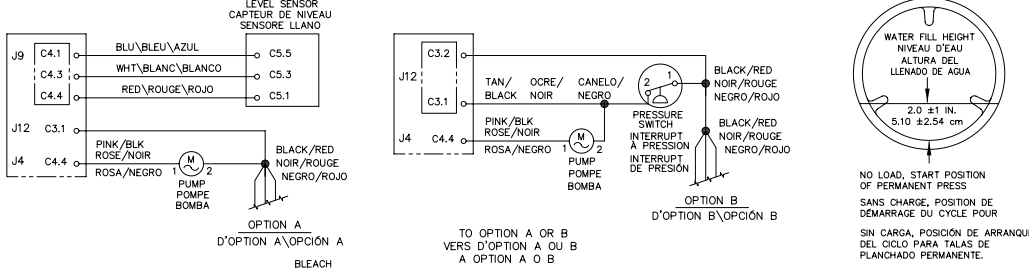 LEVEL SENSOR
CAPTEUR DE NIVEAU
SENSORE LLANO
J9
C4.1
BLU\BLEU\AZUL
C5.5
C4.3
WHT\BLANC\BLANCO
C5.3
C4.4
RED\ROUGE\ROJO
C5.1
J12
C3.1
J4
C4.4
PINK/BLK
ROSE/NOIR
ROSA/NEGRO
1
M
2
PUMP
POMPE
BOMBA
BLACK/RED
NOIR/ROUGE
NEGRO/ROJO
OPTION A
D'OPTION A\OPCIÓN A
BLEACH
C3.2
J12
C3.1
TAN/
BLACK
OCRE/
NOIR
CANELO/
NEGRO
2
1
PRESSURE
SWITCH
INTERRUPT
À PRESSION
INTERRUPT
DE PRESIÓN
BLACK/RED
NOIR/ROUGE
NEGRO/ROJO
J4
C4.4
PINK/BLK
ROSE/NOIR
ROSA/NEGRO
1
M
2
PUMP
POMPE
BOMBA
BLACK/RED
NOIR/ROUGE
NEGRO/ROJO
OPTION B
D'OPTION B\OPCIÓN B
TO OPTION A OR B
VERS D'OPTION A OU B
A OPTION A O B
WATER FILL HEIGHT
NIVEAU D'EAU
ALTURA DEL
LLENADO DE AGUA
2.0 ±1 IN.
5.10 ±2.54 cm
NO LOAD, START POSITION
OF PERMANENT PRESS
SANS CHARGE, POSITION DE
DÉMARRAGE DU CYCLE POUR
SIN CARGA, POSICIÓN DE ARRANQU
DEL CICLO PARA TALAS DE
PLANCHADO PERMANENTE.